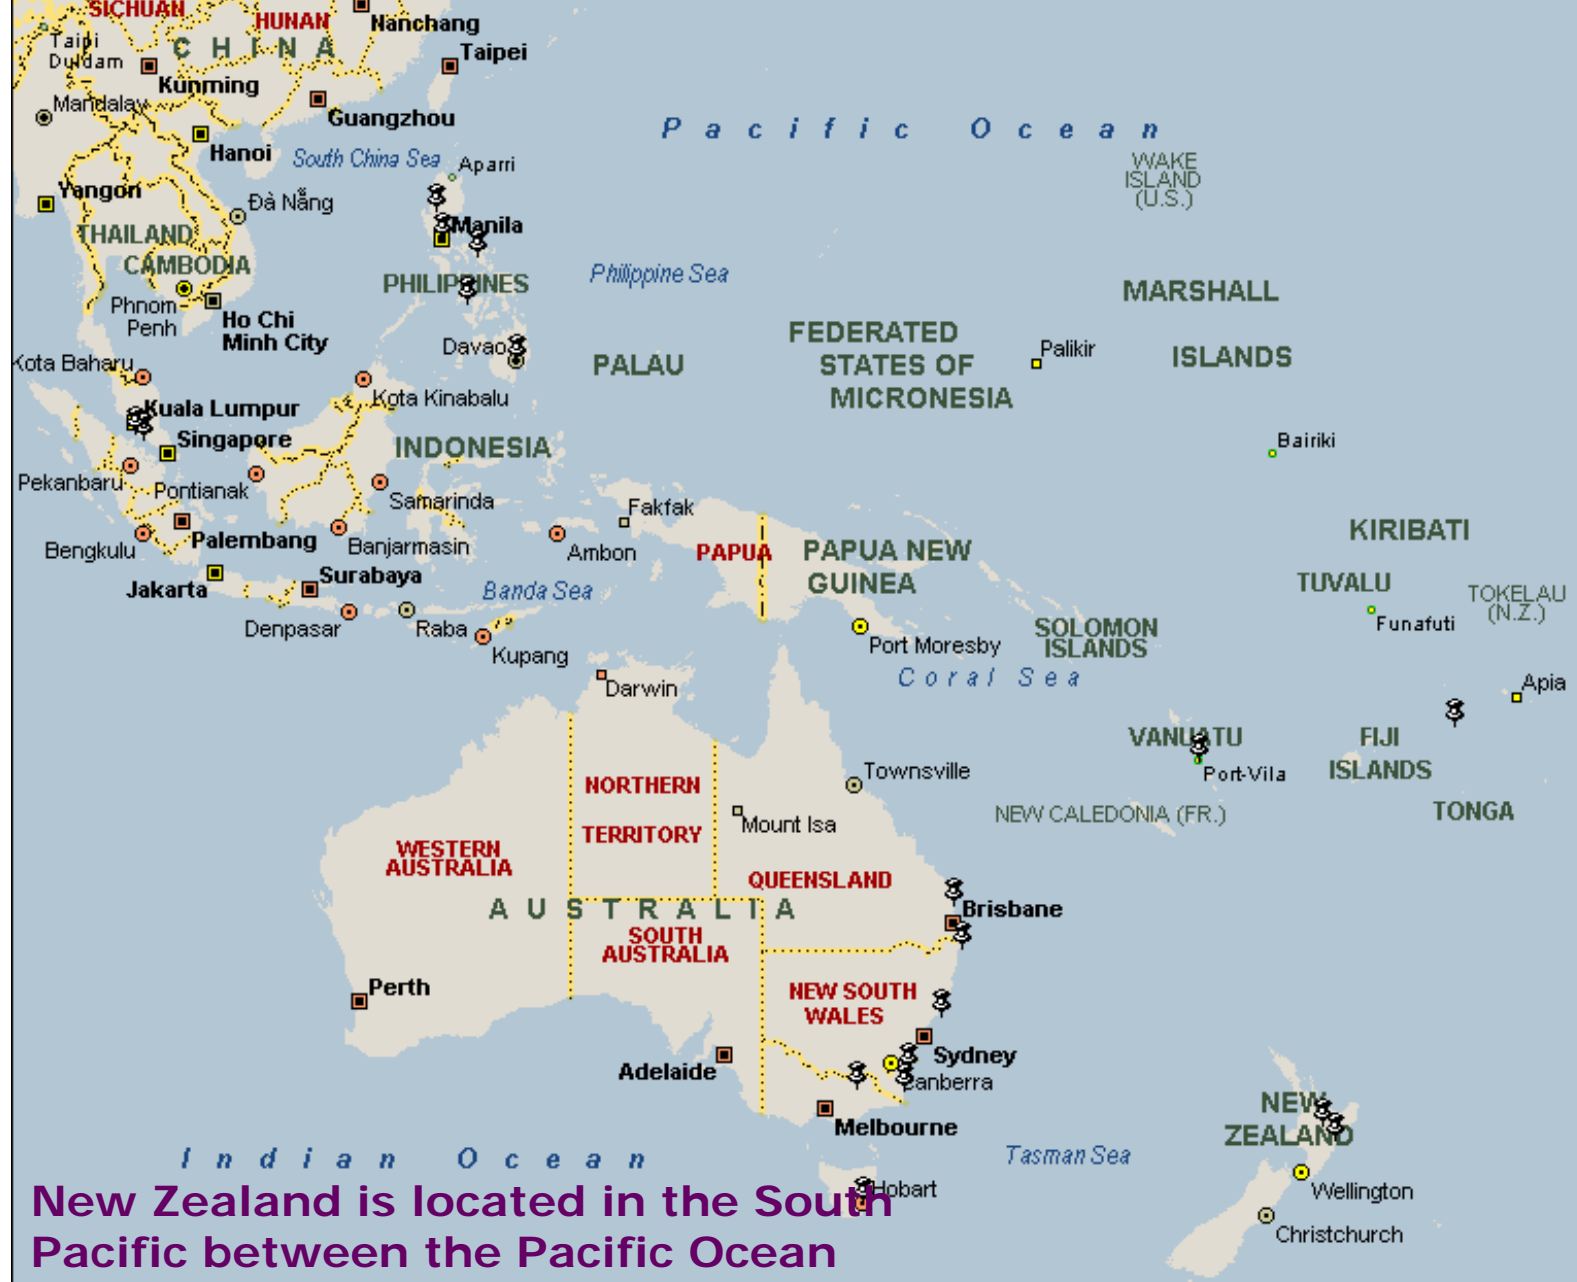 SICHUAN
HUNAN
Nanchang
Taipi
Duidam
CHINA
Taipei
Kunming
Mandalay
Guangzhou
Pacific Ocean
Hanoi
South China Sea
Aparri
WAKE
ISLAND
(U.S.)
Yangon
Đà Nẵng
Manila
THAILAND
CAMBODIA
PHILIPPINES
Philippine Sea
MARSHALL
ISLANDS
Phnom
Penh
Ho Chi
Minh City
Davao
PALAU
FEDERATED
STATES OF
MICRONESIA
Palikir
Kota Baharu
Kota Kinabalu
Kuala Lumpur
Singapore
INDONESIA
Bairiki
Pekanbaru
Pontianak
Samarinda
Fakfak
KIRIBATI
Bengkulu
Palembang
Banjarmasin
Ambon
PAPUA
PAPUA NEW
GUINEA
Jakarta
Surabaya
Banda Sea
TUVALU
TOKELAU
(N.Z.)
Funafuti
Denpasar
Raba
Kupang
Port Moresby
SOLOMON
ISLANDS
Coral Sea
Darwin
Apia
VANUATU
Port-Vila
FIJI
ISLANDS
Townsville
NORTHERN
TERRITORY
Mount Isa
NEW CALEDONIA (FR.)
TONGA
WESTERN
AUSTRALIA
QUEENSLAND
AUSTRALIA
Brisbane
SOUTH
AUSTRALIA
Perth
NEW SOUTH
WALES
Adelaide
Sydney
Canberra
Melbourne
NEW
ZEALAND
Indian Ocean
Tasman Sea
Hobart
Wellington
Christchurch
New Zealand is located in the South
Pacific between the Pacific Ocean